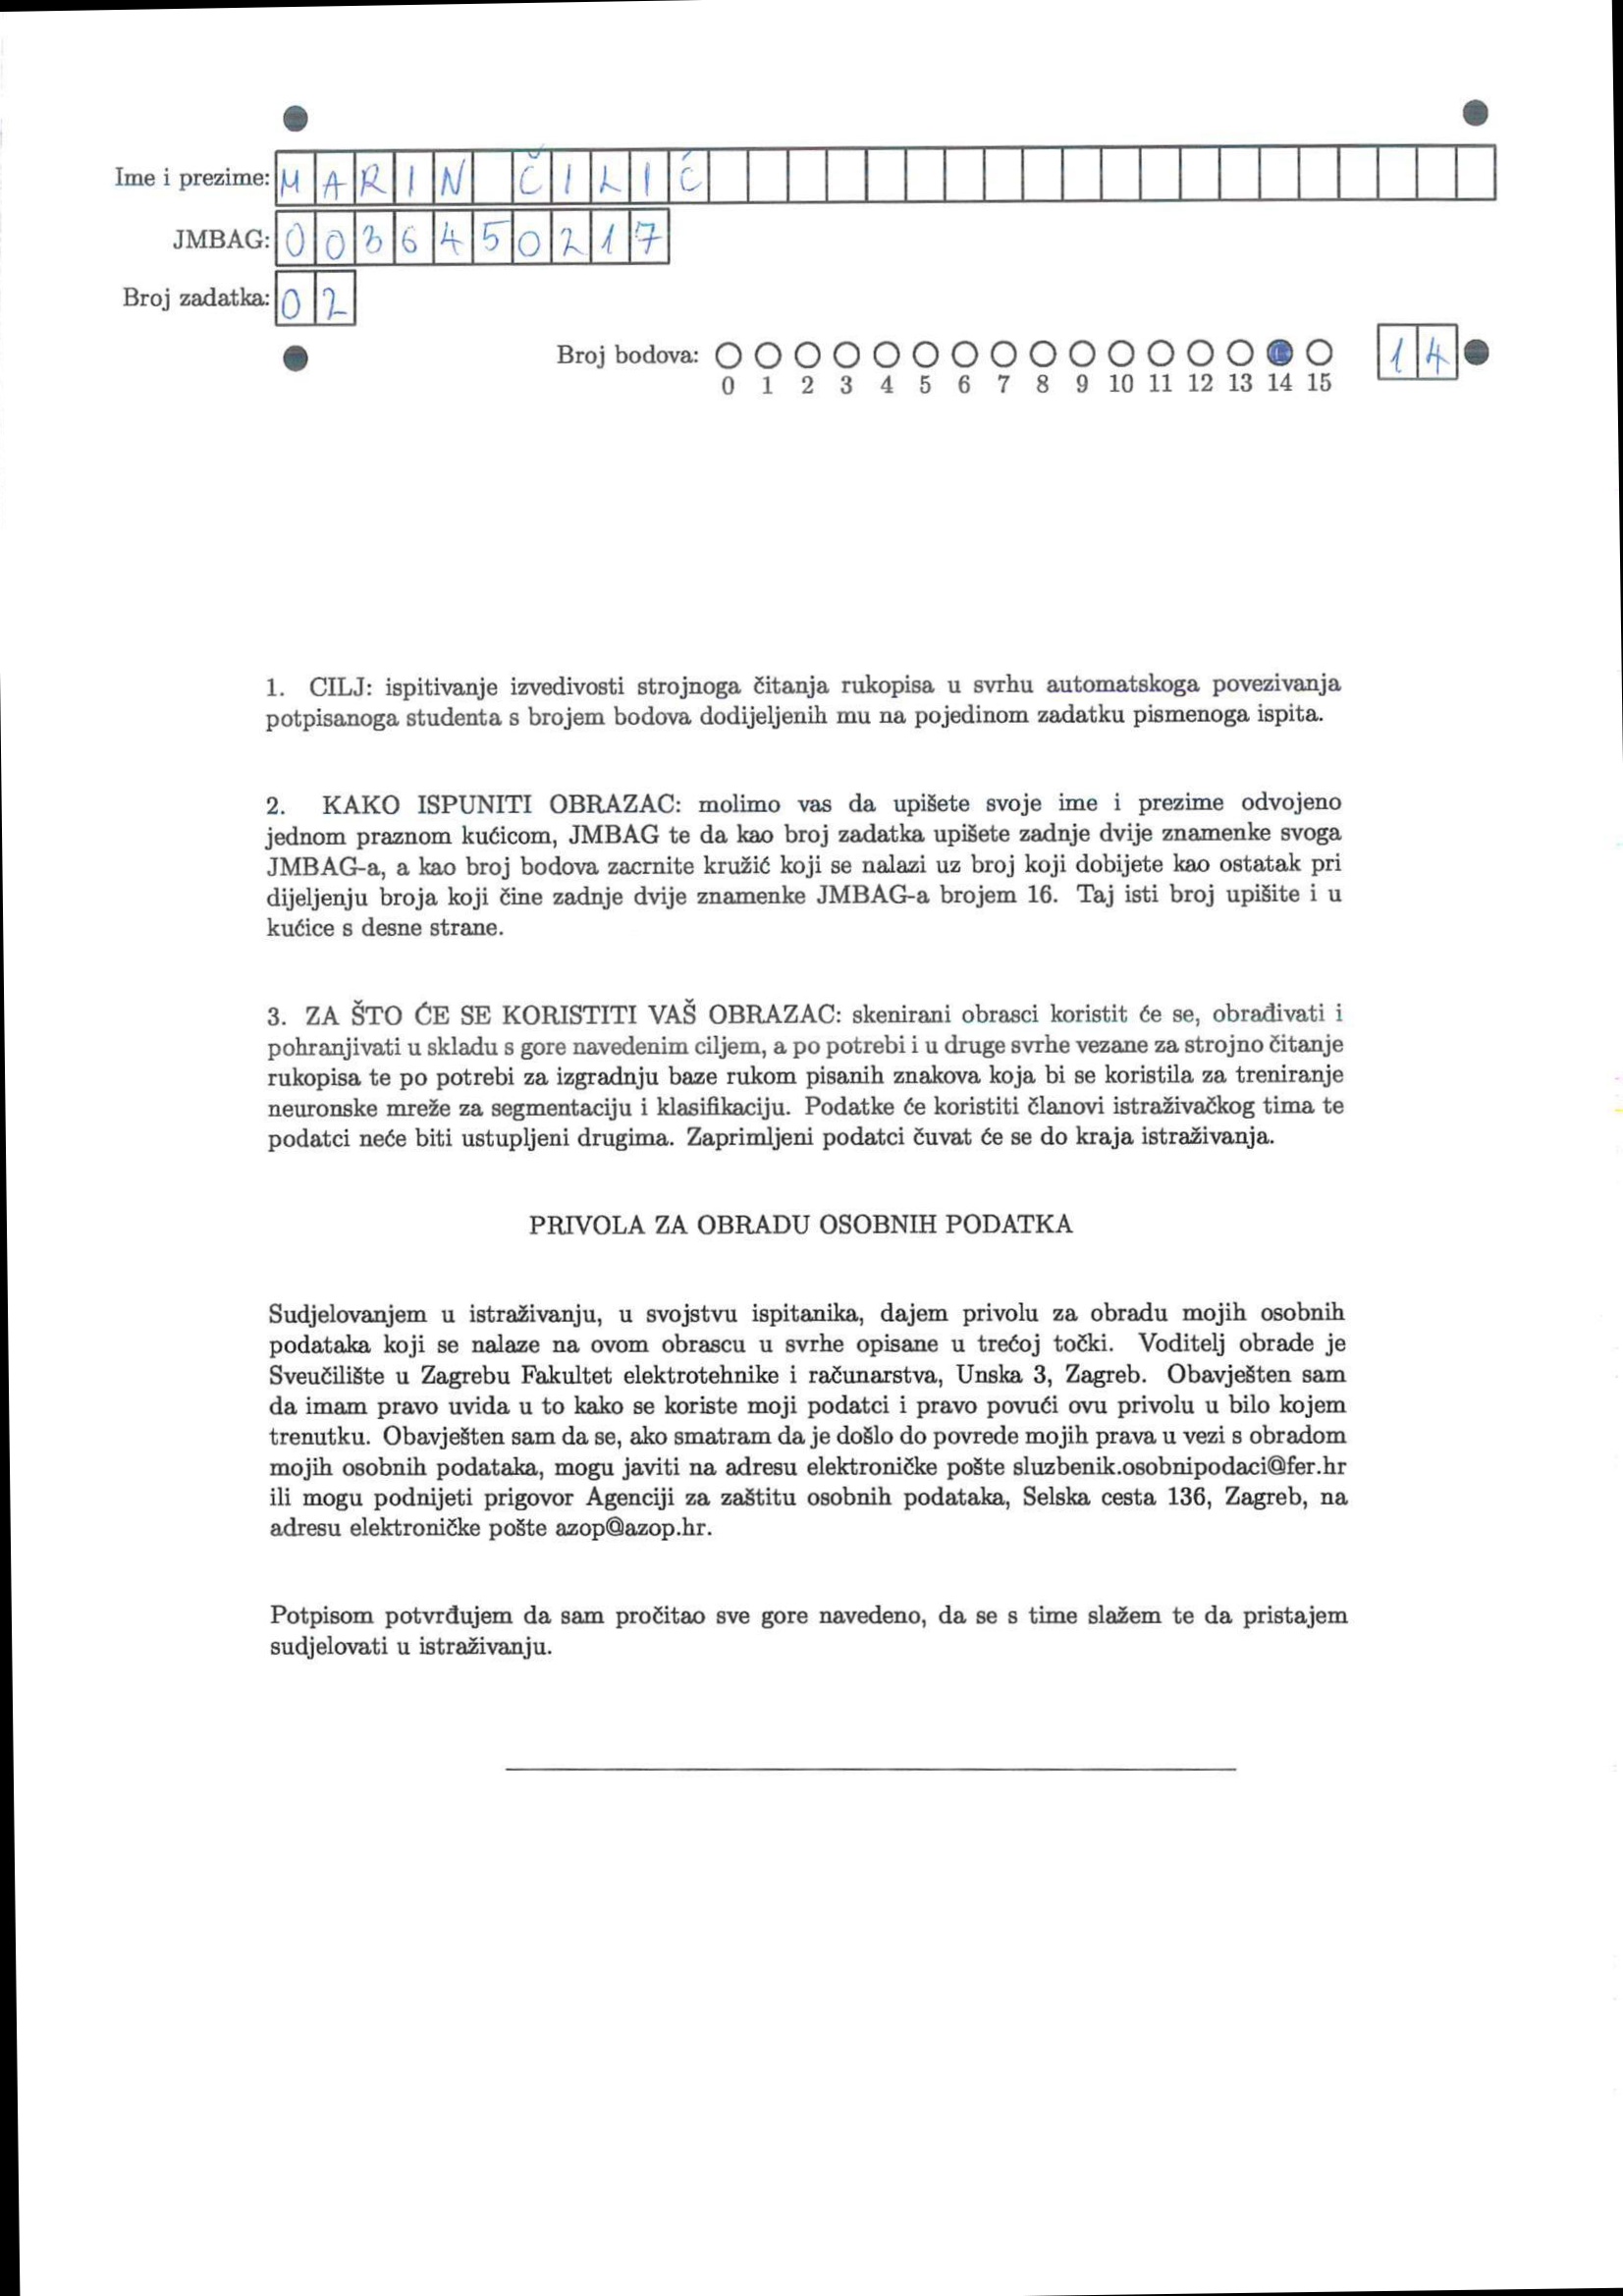 Ime i prezime: MARIN ČILIĆ
JMBAG: 0036450217
Broj zadatka: 02
Broj bodova: 14
0 1 2 3 4 5 6 7 8 9 10 11 12 13 14 15
1. CILJ: ispitivanje izvedivosti strojnoga čitanja rukopisa u svrhu automatskoga povezivanja
potpisanoga studenta s brojem bodova dodijeljenih mu na pojedinom zadatku pismenoga ispita.
2. KAKO ISPUNITI OBRAZAC: molimo vas da upišete svoje ime i prezime odvojeno
jednom praznom kućicom, JMBAG te da kao broj zadatka upišete zadnje dvije znamenke svoga
JMBAG-a, a kao broj bodova zacrnite kružić koji se nalazi uz broj koji dobijete kao ostatak pri
dijeljenju broja koji čine zadnje dvije znamenke JMBAG-a brojem 16. Taj isti broj upišite i u
kućice s desne strane.
3. ZA ŠTO ĆE SE KORISTITI VAŠ OBRAZAC: skenirani obrasci koristit će se, obrađivati i
pohranjivati u skladu s gore navedenim ciljem, a po potrebi i u druge svrhe vezane za strojno čitanje
rukopisa te po potrebi za izgradnju baze rukom pisanih znakova koja bi se koristila za treniranje
neuronske mreže za segmentaciju i klasifikaciju. Podatke će koristiti članovi istraživačkog tima te
podatci neće biti ustupljeni drugima. Zaprimljeni podatci čuvat će se do kraja istraživanja.
PRIVOLA ZA OBRADU OSOBNIH PODATKA
Sudjelovanjem u istraživanju, u svojstvu ispitanika, dajem privolu za obradu mojih osobnih
podataka koji se nalaze na ovom obrascu u svrhe opisane u trećoj točki. Voditelj obrade je
Sveučilište u Zagrebu Fakultet elektrotehnike i računarstva, Unska 3, Zagreb. Obavješten sam
da imam pravo uvida u to kako se koriste moji podatci i pravo povući ovu privolu u bilo kojem
trenutku. Obavješten sam da se, ako smatram da je došlo do povrede mojih prava u vezi s obradom
mojih osobnih podataka, mogu javiti na adresu elektroničke pošte sluzbenik.osobnipodaci@fer.hr
ili mogu podnijeti prigovor Agenciji za zaštitu osobnih podataka, Selska cesta 136, Zagreb, na
adresu elektroničke pošte azop@azop.hr.
Potpisom potvrđujem da sam pročitao sve gore navedeno, da se s time slažem te da pristajem
sudjelovati u istraživanju.